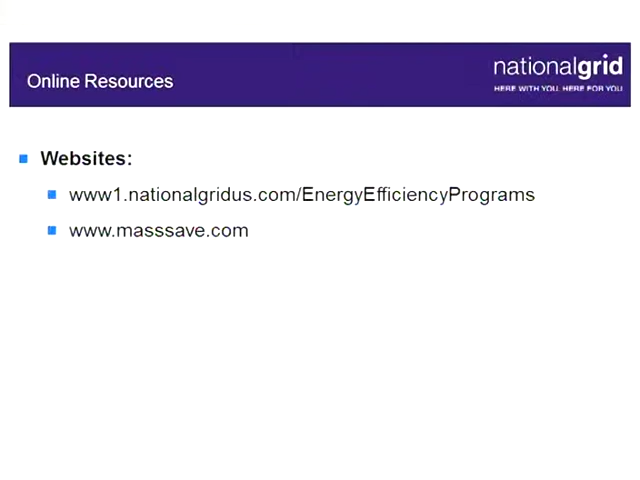 Online Resources
nationalgrid
HERE WITH YOU. HERE FOR YOU
Websites:
www1.nationalgridus.com/EnergyEfficiencyPrograms
www.masssave.com